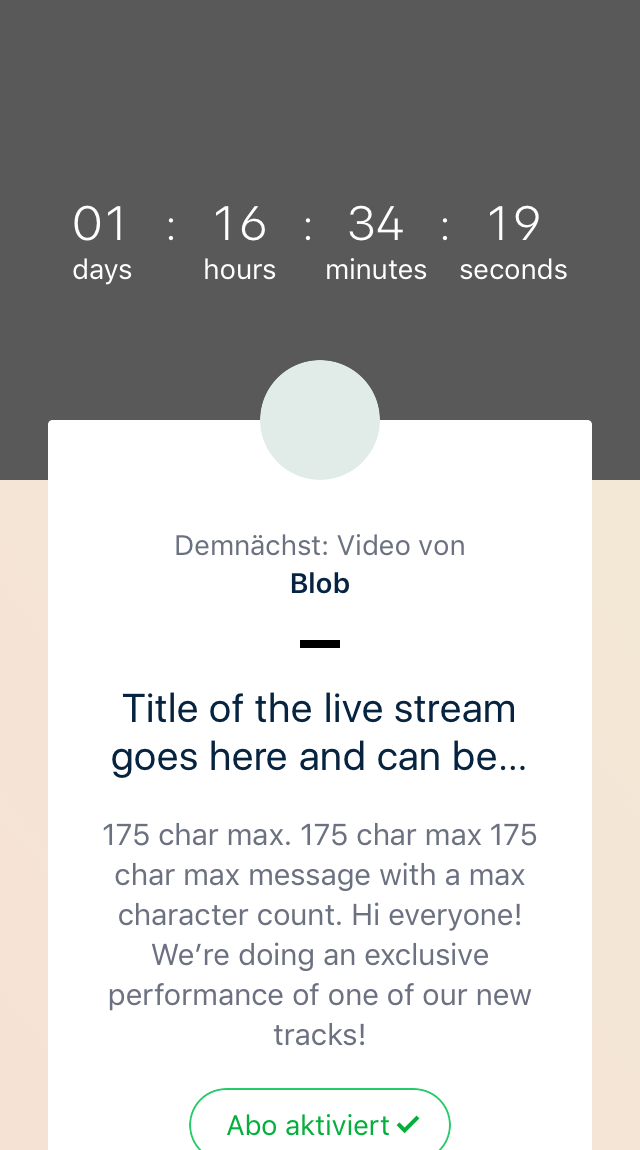 01 : 16 : 34 : 19
days hours minutes seconds
Demnächst: Video von
Blob
Title of the live stream
goes here and can be...
175 char max. 175 char max 175
char max message with a max
character count. Hi everyone!
We’re doing an exclusive
performance of one of our new
tracks!
Abo aktiviert ✓